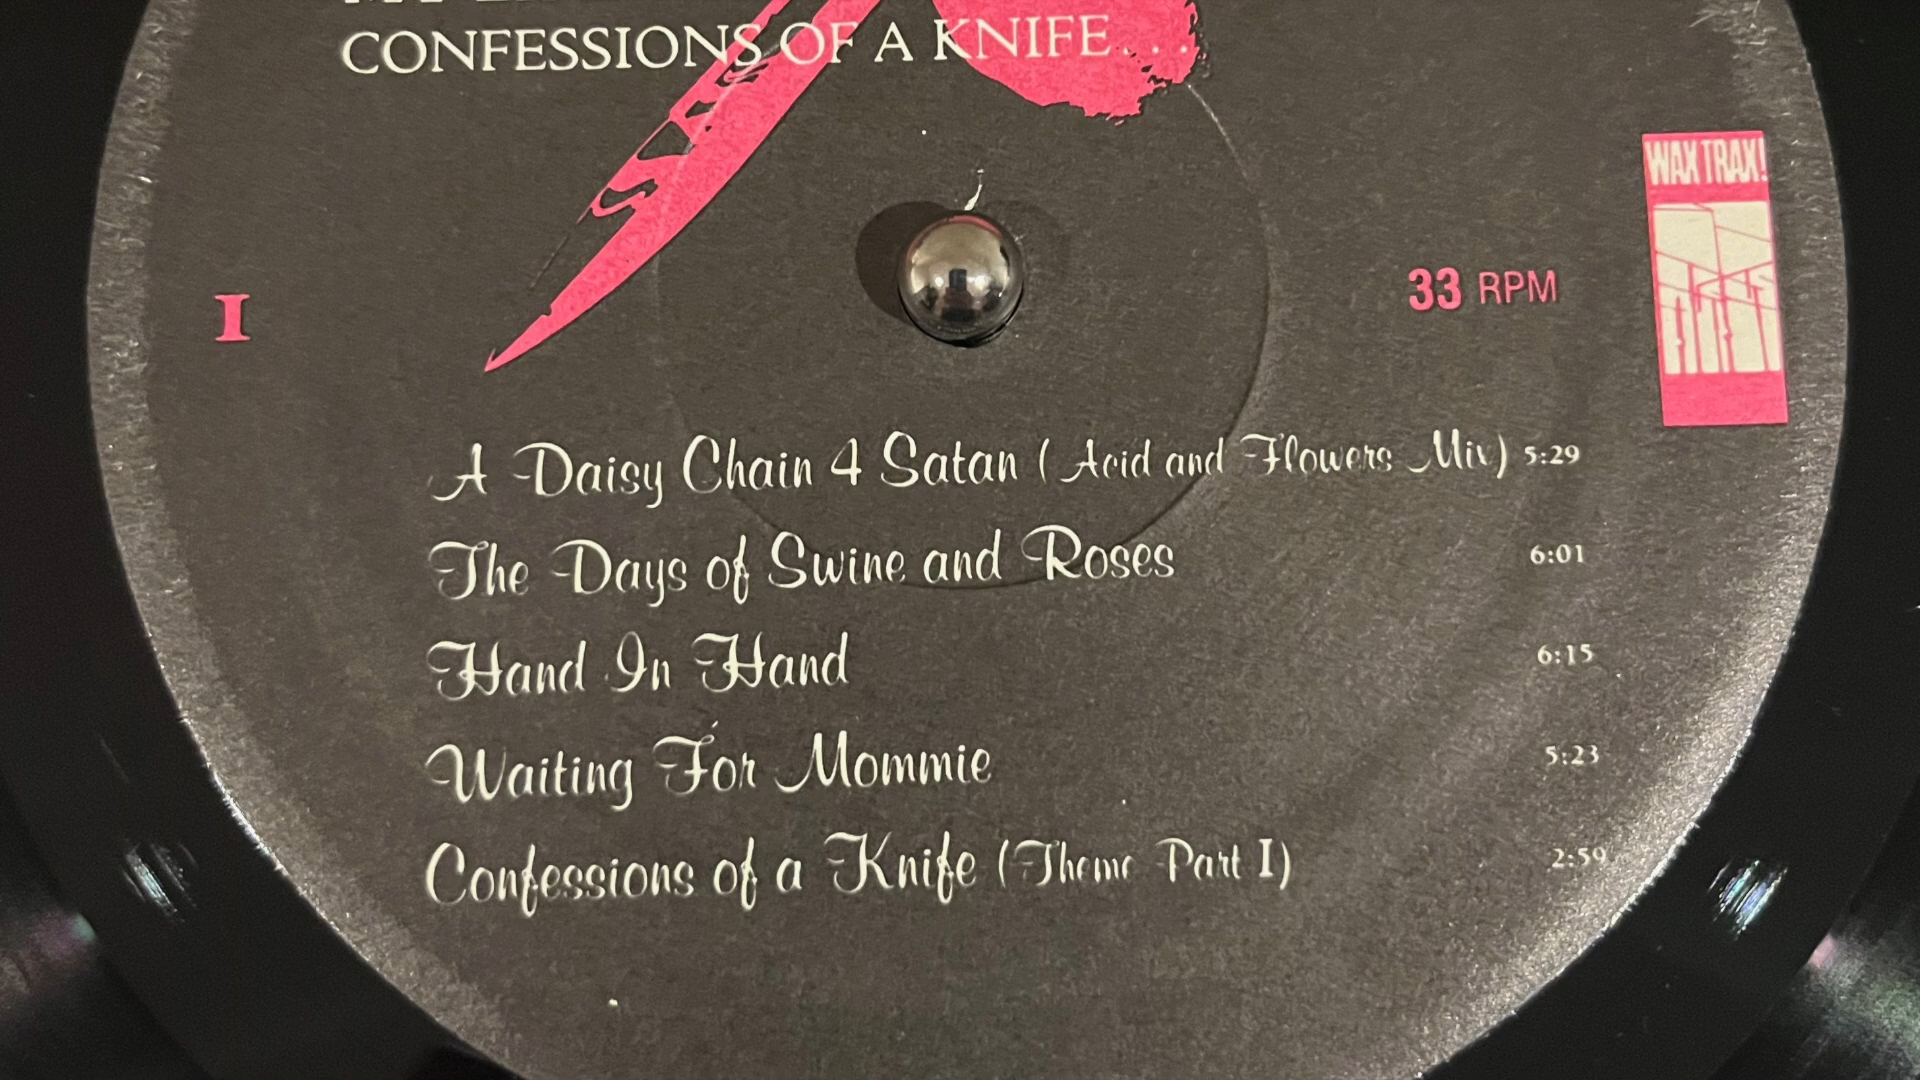 CONFESSIONS OF A KNIFE...
WAX TRAX!
I
33 RPM
A Daisy Chain 4 Satan (Acid and Flowers Mix) 5:29
The Days of Swine and Roses 6:01
Hand In Hand 6:15
Waiting For Mommie 5:23
Confessions of a Knife (Theme Part I) 2:59